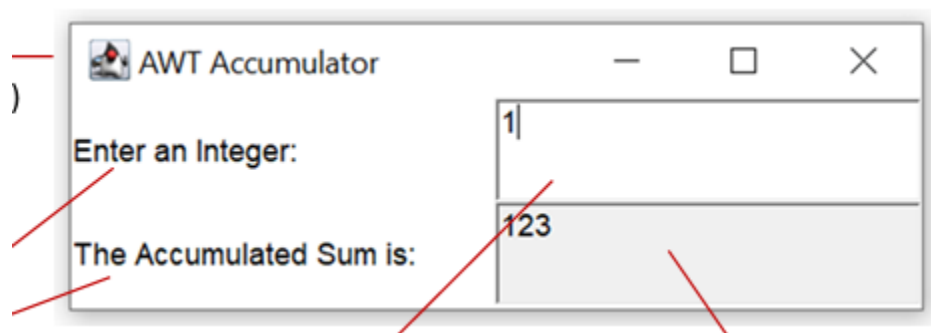 AWT Accumulator
)
Enter an Integer:
1
The Accumulated Sum is:
123